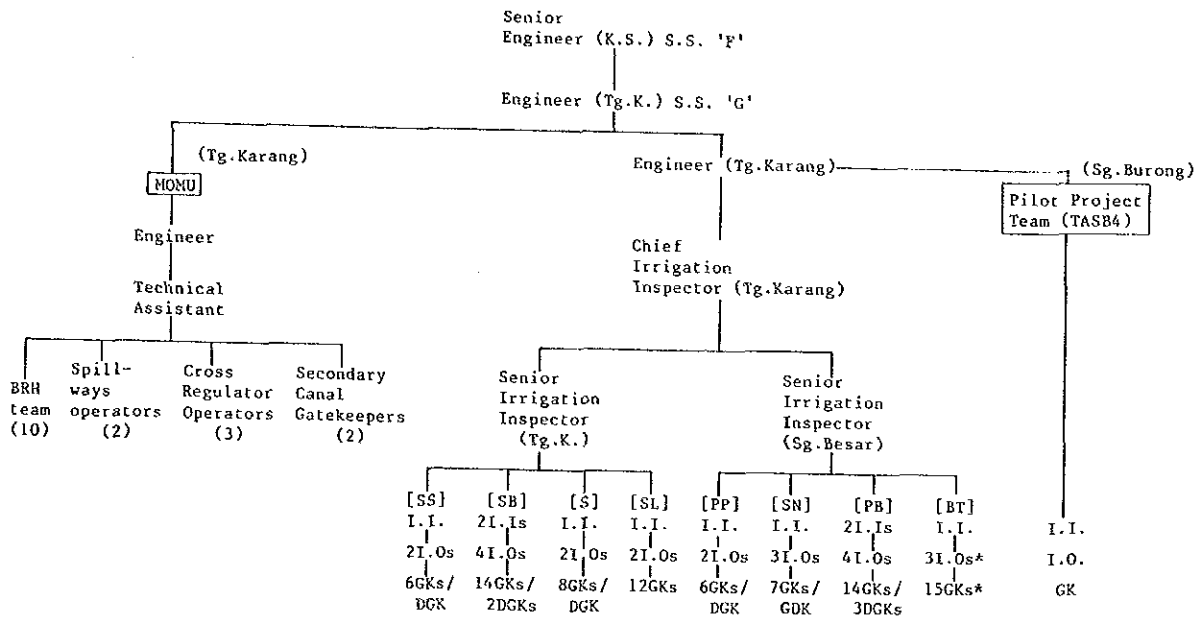 Senior
Engineer (K.S.) S.S. 'F'
Engineer (Tg.K.) S.S. 'G'
(Tg.Karang)
MOMU
Engineer
Technical
Assistant
BRH
team
(10)
Spill-
ways
operators
(2)
Cross
Regulator
Operators
(3)
Secondary
Canal
Gatekeepers
(2)
Engineer (Tg.Karang)
Chief
Irrigation
Inspector (Tg.Karang)
Senior
Irrigation
Inspector
(Tg.K.)
Senior
Irrigation
Inspector
(Sg.Besar)
[SS]
I.I.
2I.Os
6GKs/
DGK
[SB]
2I.Is
4I.Os
14GKs/
2DGKs
[S]
I.I.
2I.Os
8GKs/
DGK
[SL]
I.I.
2I.Os
12GKs
[PP]
I.I.
2I.Os
6GKs/
DGK
[SN]
I.I.
3I.Os
7GKs/
GDK
[PB]
2I.Is
4I.Os
14GKs/
3DGKs
[BT]
I.I.
3I.Os*
15GKs*
(Sg.Burong)
Pilot Project
Team (TASB4)
I.I.
I.O.
GK